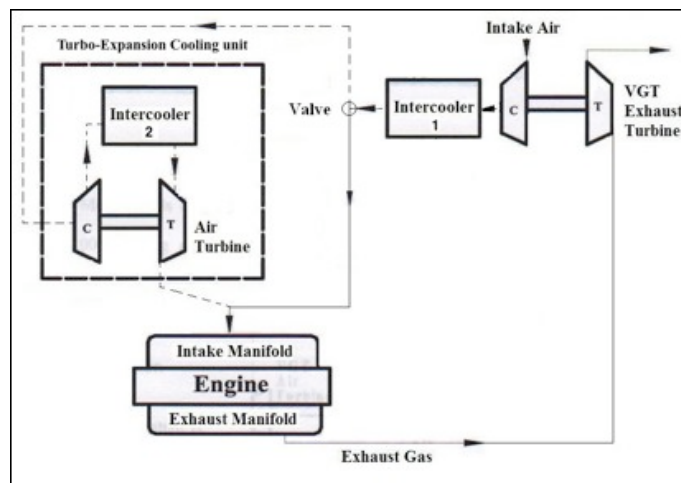 Turbo-Expansion Cooling unit
Intake Air
Intercooler
2
Valve
Intercooler
1
C
T
VGT
Exhaust
Turbine
C
T
Air
Turbine
Intake Manifold
Engine
Exhaust Manifold
Exhaust Gas